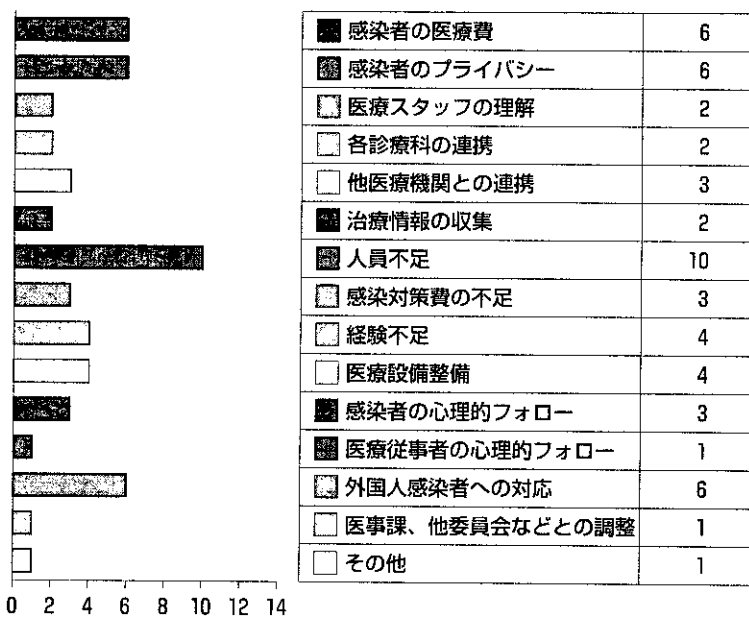 感染者の医療費 6
感染者のプライバシー 6
医療スタッフの理解 2
各診療科の連携 2
他医療機関との連携 3
治療情報の収集 2
人員不足 10
感染対策費の不足 3
経験不足 4
医療設備整備 4
感染者の心理的フォロー 3
医療従事者の心理的フォロー 1
外国人感染者への対応 6
医事課、他委員会などとの調整 1
その他 1
0 2 4 6 8 10 12 14